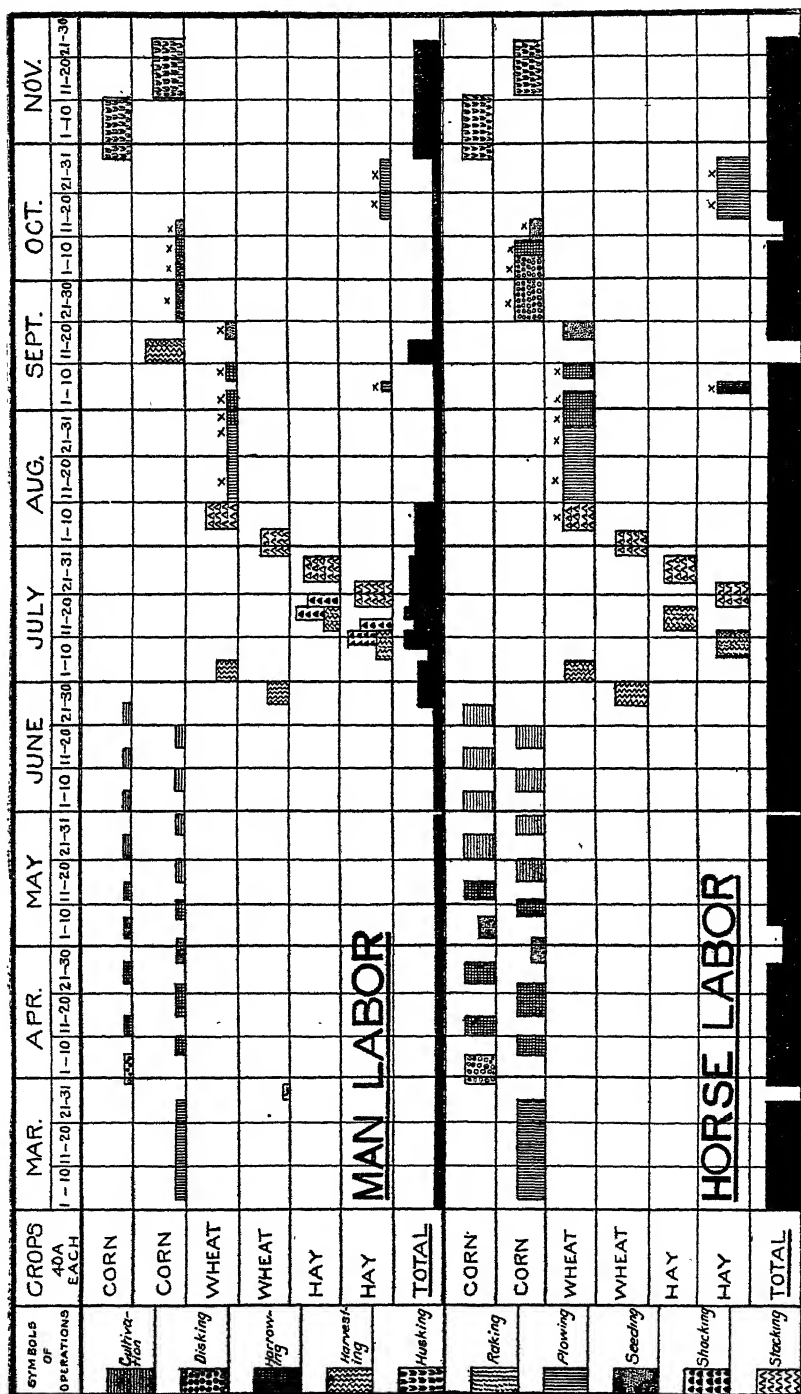 SYMBOLS
OF
OPERATIONS
CROPS
40A
EACH
MAR. APR. MAY JUNE JULY AUG. SEPT. OCT. NOV.
1-10 11-20 21-31 1-10 11-20 21-30 1-10 11-20 21-31 1-10 11-20 21-30 1-10 11-20 21-31 1-10 11-20 21-31 1-10 11-20 21-30 1-10 11-20 21-31 1-10 11-20 21-30
Cultiva-
tion
Disking
Harrow-
ing
Harvest-
ing
Husking
Raking
Plowing
Seeding
Shocking
Stacking
CORN
CORN
WHEAT
WHEAT
HAY
HAY
TOTAL
MAN LABOR
CORN
CORN
WHEAT
WHEAT
HAY
HAY
TOTAL
HORSE LABOR